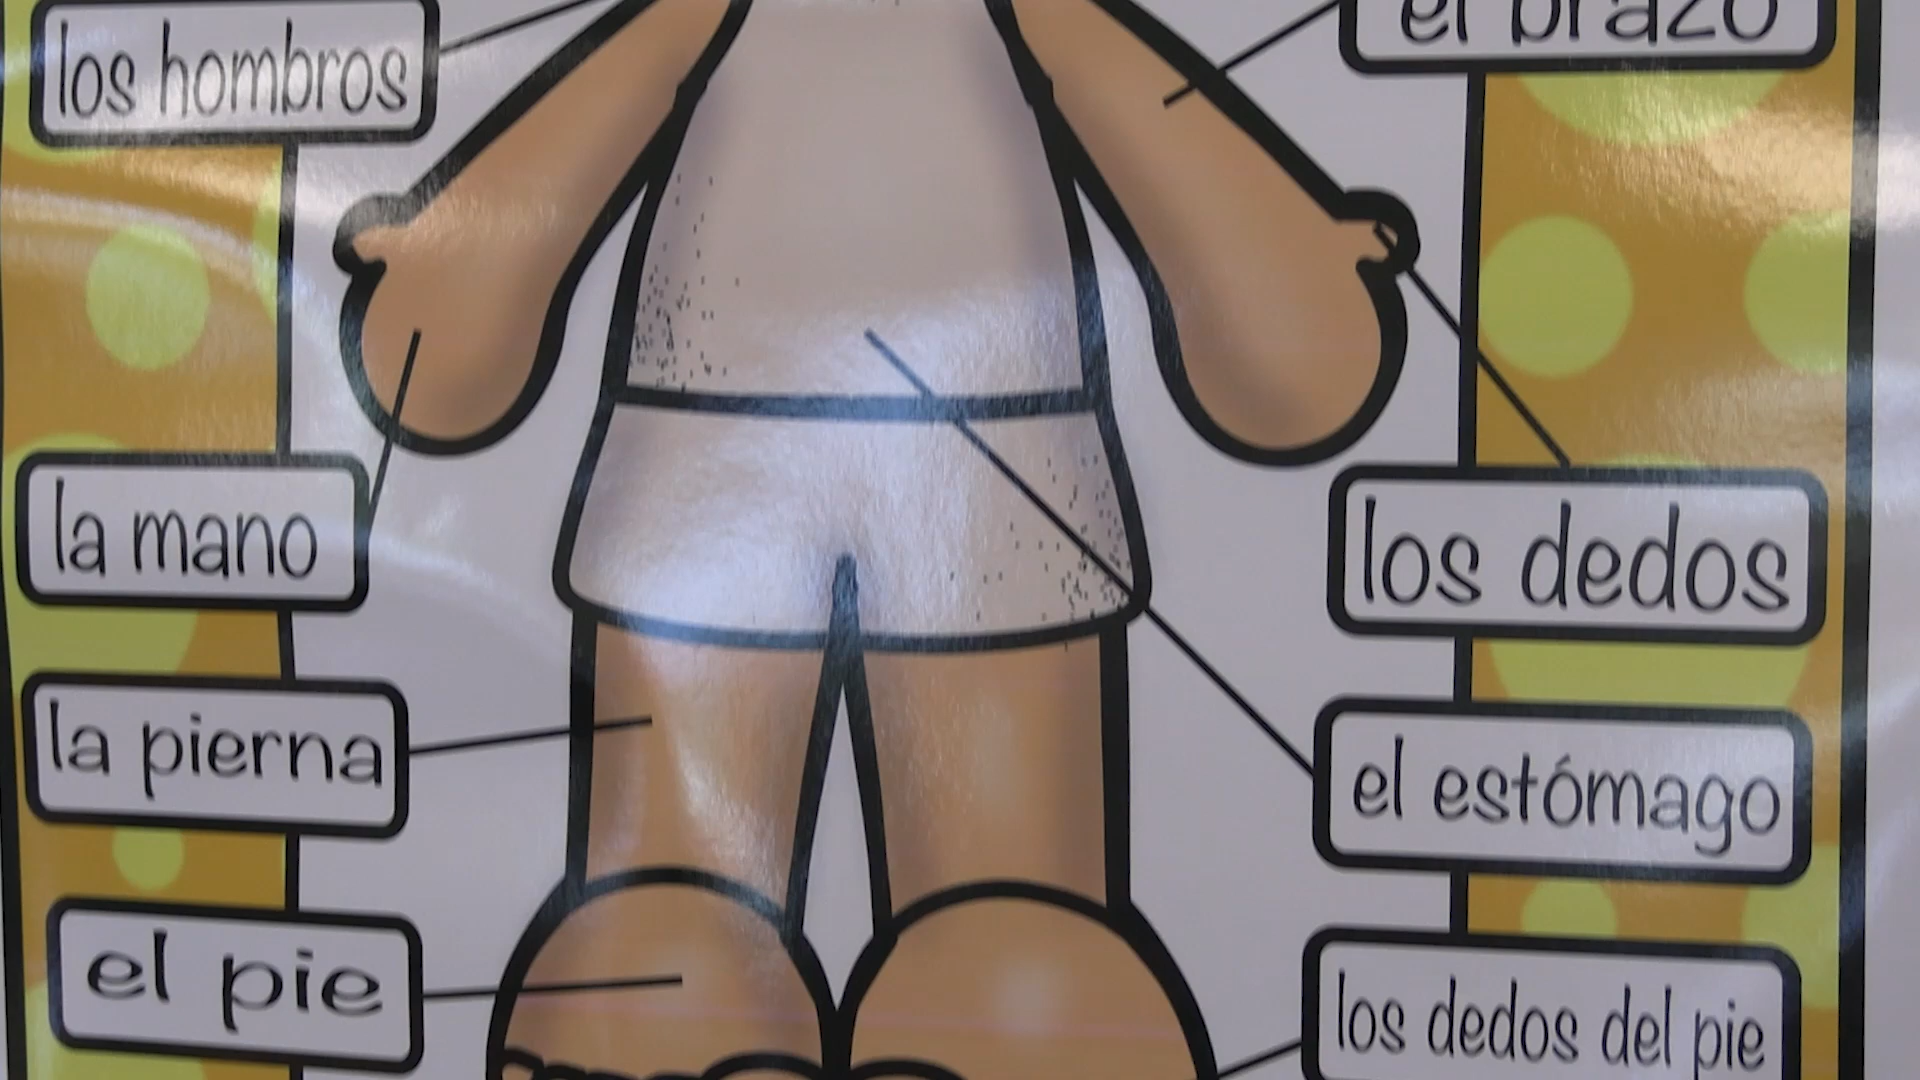 los hombros
el brazo
la mano
los dedos
la pierna
el estómago
el pie
los dedos del pie